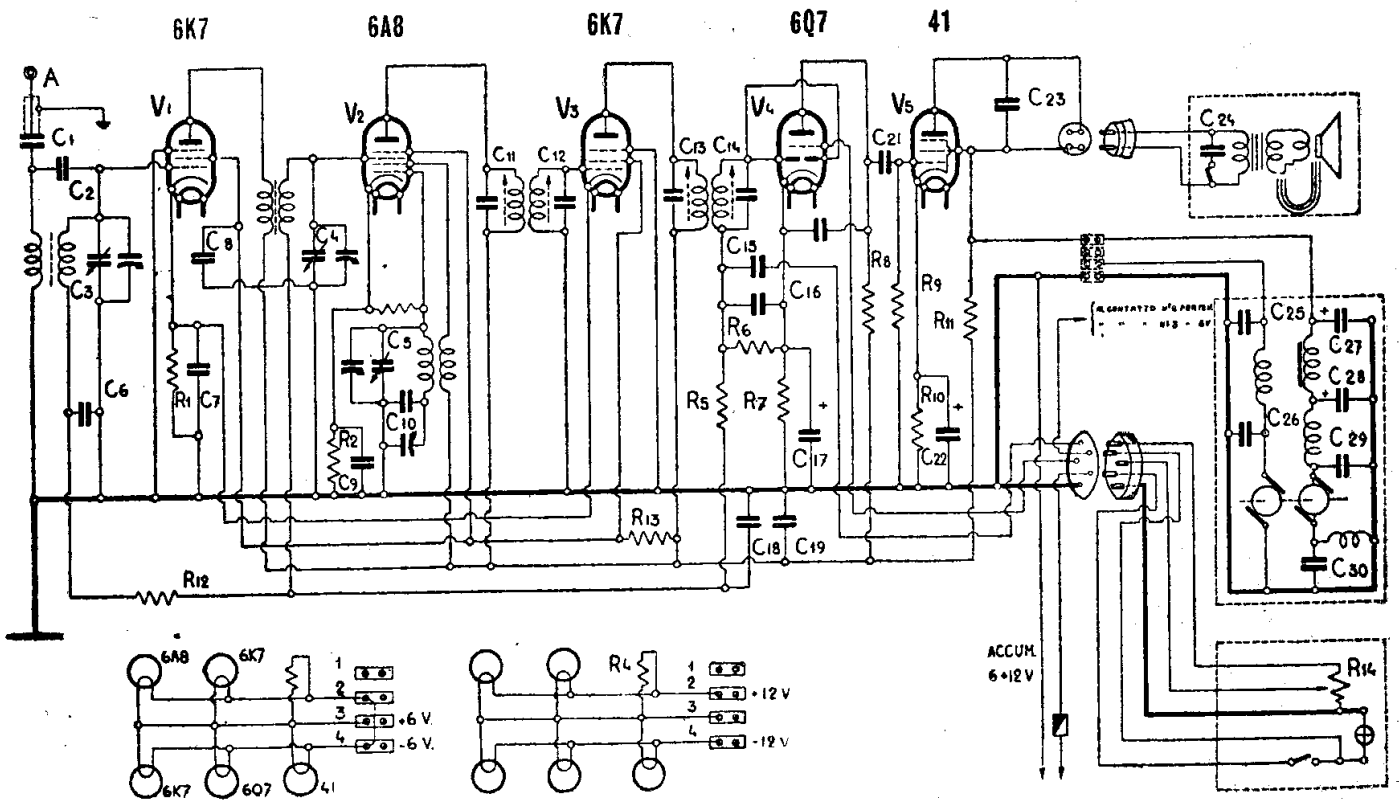 6K7 6A8 6K7 6Q7 41
A
V1 V2 V3 V4 V5
C1
C2
C3
C4
C5
C6
C7
C8
C9
C10
C11 C12
C13 C14
C15
C16
C17
C18 C19
C21
C22
C23
C24
C25
C26
C27
C28
C29
C30
R1
R2
R5
R6
R7
R8
R9
R10
R11
R12
R13
R14
+
+
+
+
ACCUM.
6+12V
6A8 6K7
1
2
3 +6 V.
4 -6 V.
6K7 6Q7 41
R4
1
2 +12 V
3
4 -12 V